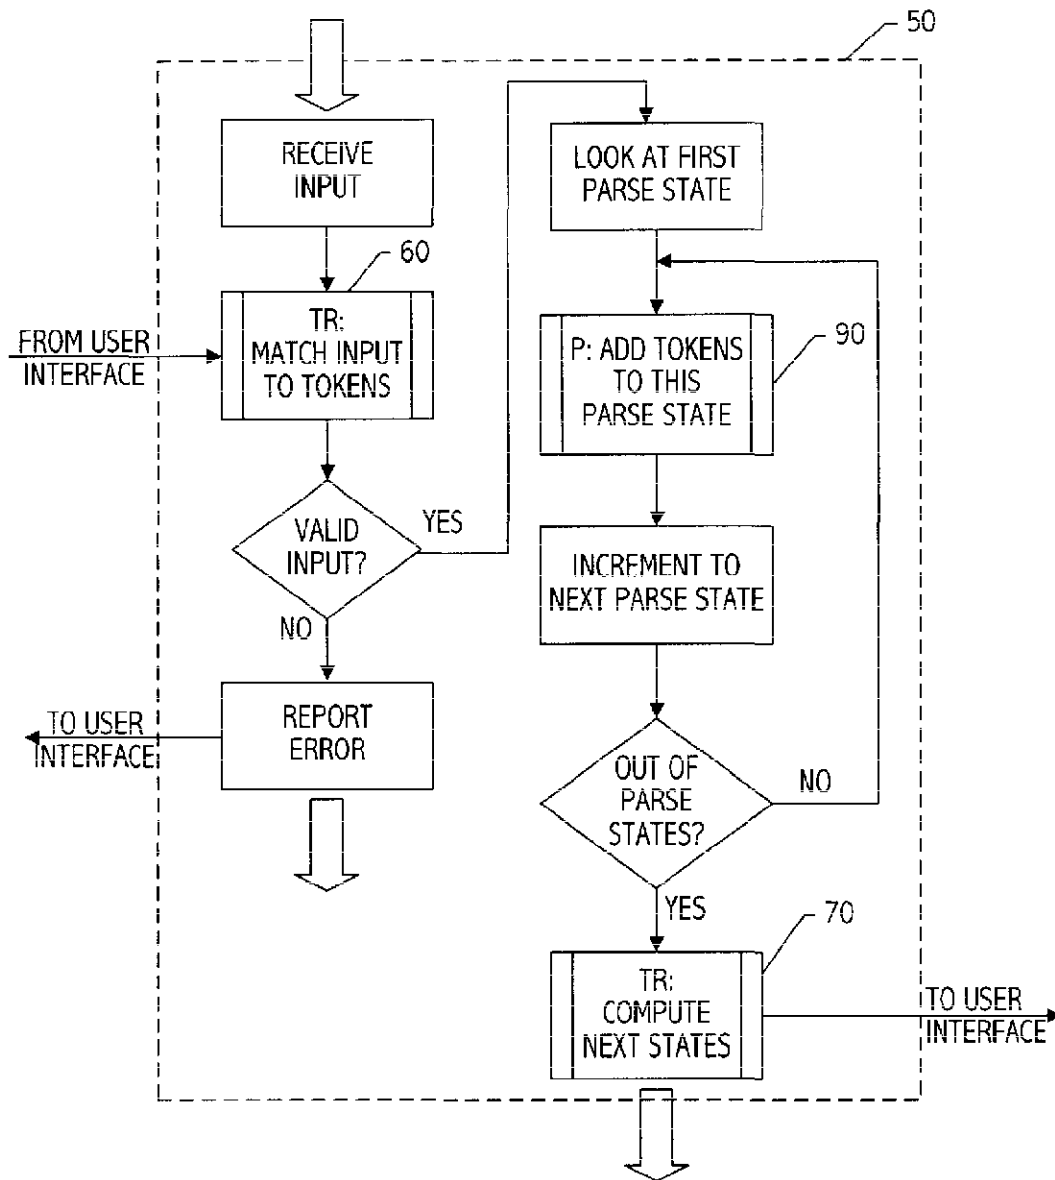 50
RECEIVE
INPUT
60
TR:
MATCH INPUT
TO TOKENS
FROM USER
INTERFACE
VALID
INPUT?
YES
NO
REPORT
ERROR
TO USER
INTERFACE
LOOK AT FIRST
PARSE STATE
90
P: ADD TOKENS
TO THIS
PARSE STATE
INCREMENT TO
NEXT PARSE STATE
OUT OF
PARSE
STATES?
NO
YES
70
TR:
COMPUTE
NEXT STATES
TO USER
INTERFACE